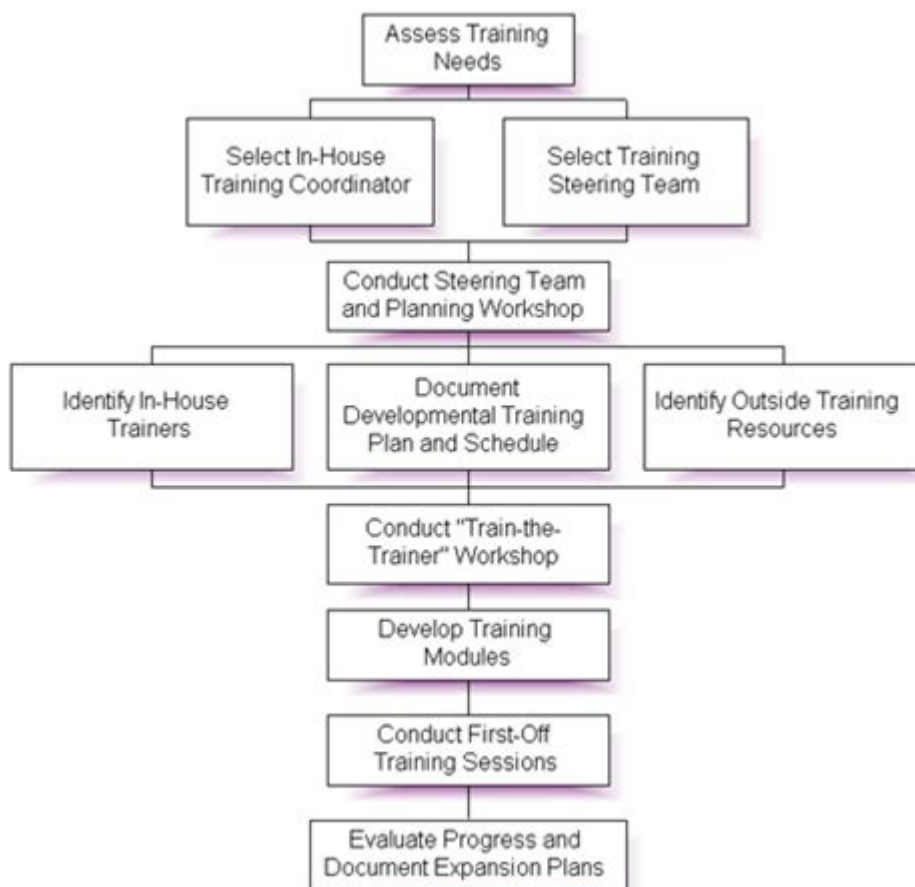 Assess Training
Needs
Select In-House
Training Coordinator
Select Training
Steering Team
Conduct Steering Team
and Planning Workshop
Identify In-House
Trainers
Document
Developmental Training
Plan and Schedule
Identify Outside Training
Resources
Conduct "Train-the-
Trainer" Workshop
Develop Training
Modules
Conduct First-Off
Training Sessions
Evaluate Progress and
Document Expansion Plans